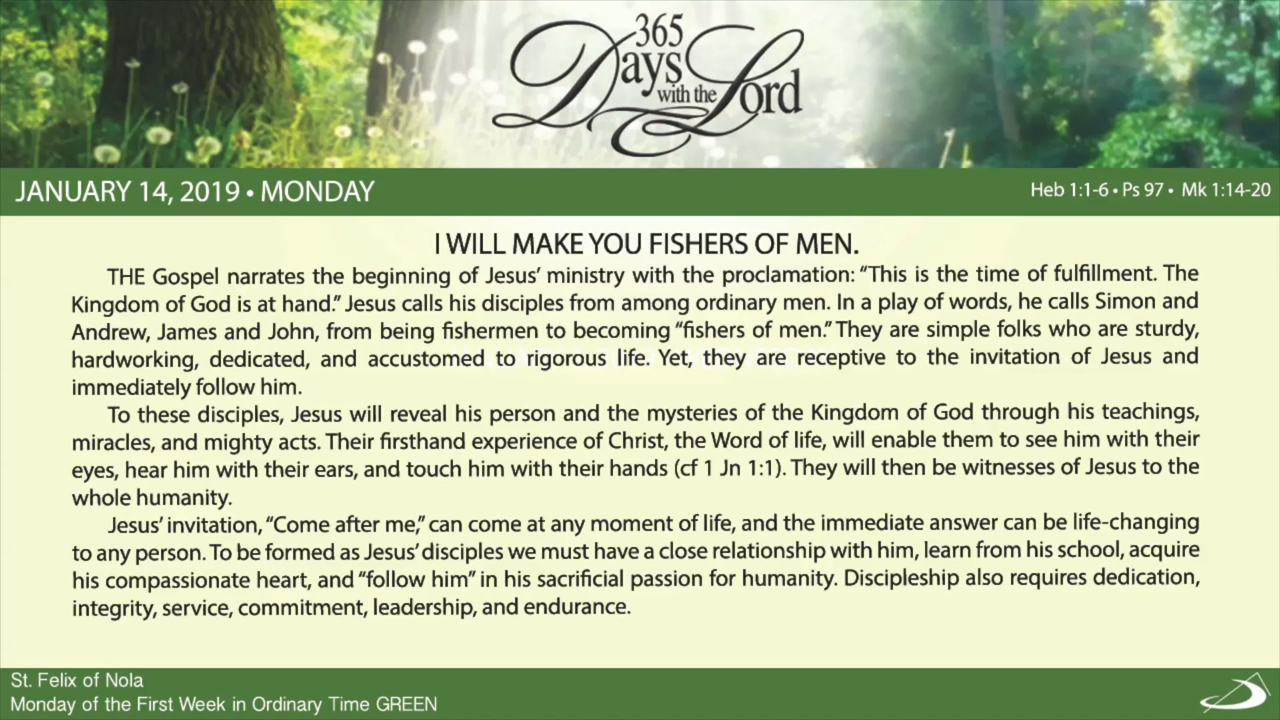 365
Days
with the Lord
JANUARY 14, 2019 • MONDAY
Heb 1:1-6 • Ps 97 • Mk 1:14-20
I WILL MAKE YOU FISHERS OF MEN.
THE Gospel narrates the beginning of Jesus’ ministry with the proclamation: “This is the time of fulfillment. The
Kingdom of God is at hand.” Jesus calls his disciples from among ordinary men. In a play of words, he calls Simon and
Andrew, James and John, from being fishermen to becoming “fishers of men.” They are simple folks who are sturdy,
hardworking, dedicated, and accustomed to rigorous life. Yet, they are receptive to the invitation of Jesus and
immediately follow him.
To these disciples, Jesus will reveal his person and the mysteries of the Kingdom of God through his teachings,
miracles, and mighty acts. Their firsthand experience of Christ, the Word of life, will enable them to see him with their
eyes, hear him with their ears, and touch him with their hands (cf 1 Jn 1:1). They will then be witnesses of Jesus to the
whole humanity.
Jesus’ invitation, “Come after me,” can come at any moment of life, and the immediate answer can be life-changing
to any person. To be formed as Jesus’ disciples we must have a close relationship with him, learn from his school, acquire
his compassionate heart, and “follow him” in his sacrificial passion for humanity. Discipleship also requires dedication,
integrity, service, commitment, leadership, and endurance.
St. Felix of Nola
Monday of the First Week in Ordinary Time GREEN